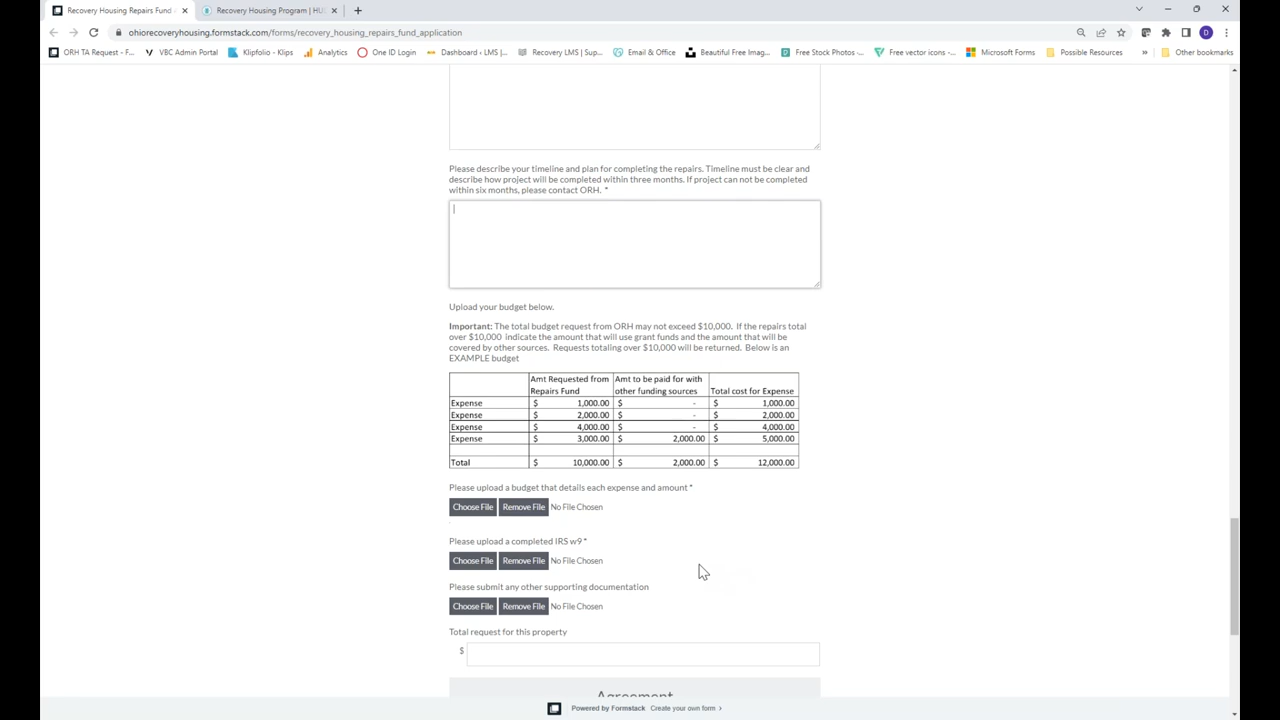 Recovery Housing Repairs Fund
Recovery Housing Program | HU
ohiorecoveryhousing.formstack.com/forms/recovery_housing_repairs_fund_application
D
ORH TA Request - F...
VBC Admin Portal
Klipfolio - Klips
Analytics
One ID Login
Dashboard ‹ LMS |...
Recovery LMS | Sup...
Email & Office
Beautiful Free Imag...
Free Stock Photos -...
Free vector icons -...
Microsoft Forms
Possible Resources
»
Other bookmarks
Please describe your timeline and plan for completing the repairs. Timeline must be clear and
describe how project will be completed within three months. If project can not be completed
within six months, please contact ORH. *
Upload your budget below.
Important: The total budget request from ORH may not exceed $10,000. If the repairs total
over $10,000 indicate the amount that will use grant funds and the amount that will be
covered by other sources. Requests totaling over $10,000 will be returned. Below is an
EXAMPLE budget
Amt Requested from Amt to be paid for with
Repairs Fund other funding sources Total cost for Expense
Expense $ 1,000.00 $ - $ 1,000.00
Expense $ 2,000.00 $ - $ 2,000.00
Expense $ 4,000.00 $ - $ 4,000.00
Expense $ 3,000.00 $ 2,000.00 $ 5,000.00
Total $ 10,000.00 $ 2,000.00 $ 12,000.00
Please upload a budget that details each expense and amount *
Choose File Remove File No File Chosen
Please upload a completed IRS w9 *
Choose File Remove File No File Chosen
Please submit any other supporting documentation
Choose File Remove File No File Chosen
Total request for this property
$
Agreement
Powered by Formstack Create your own form ›